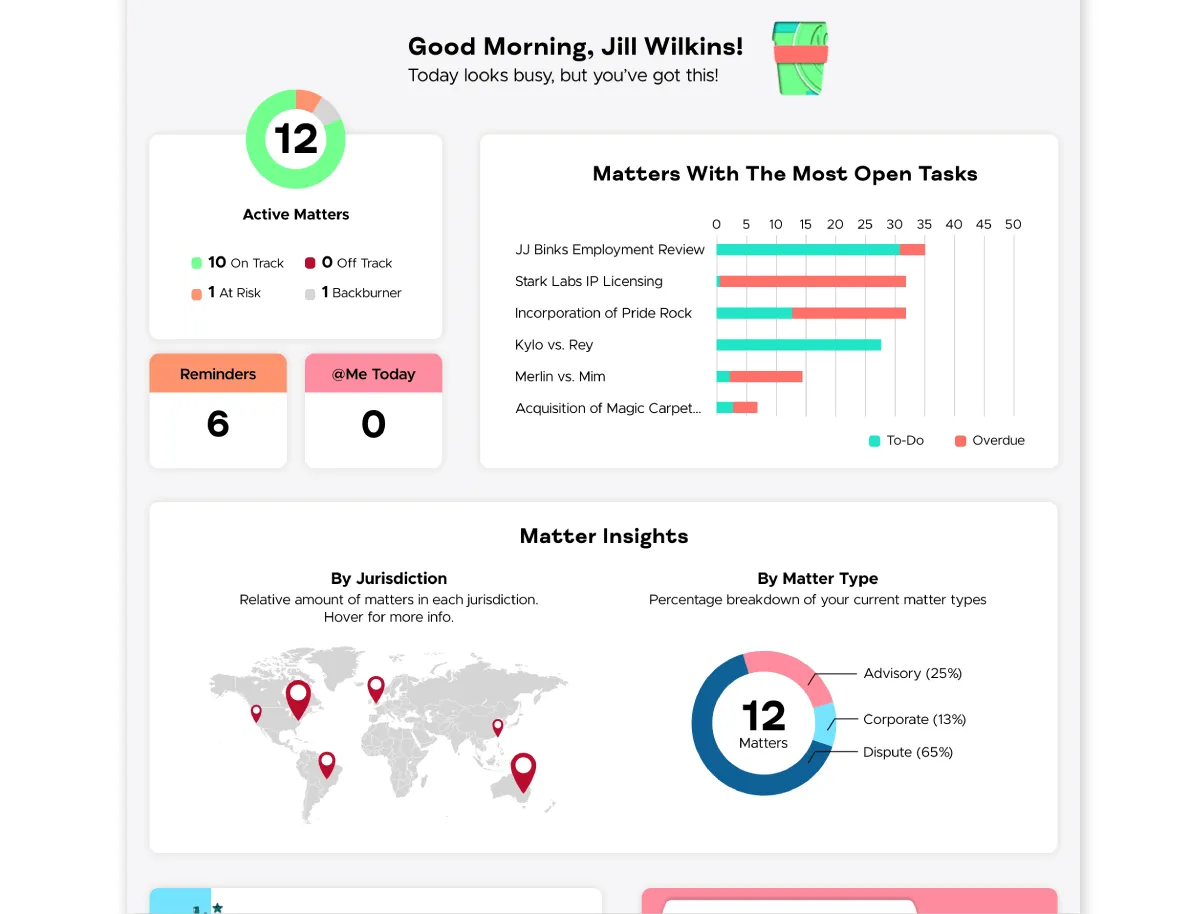 Good Morning, Jill Wilkins!
Today looks busy, but you’ve got this!
12
Active Matters
10 On Track
0 Off Track
1 At Risk
1 Backburner
Reminders
6
@Me Today
0
Matters With The Most Open Tasks
0 5 10 15 20 25 30 35 40 45 50
JJ Binks Employment Review
Stark Labs IP Licensing
Incorporation of Pride Rock
Kylo vs. Rey
Merlin vs. Mim
Acquisition of Magic Carpet...
To-Do
Overdue
Matter Insights
By Jurisdiction
Relative amount of matters in each jurisdiction.
Hover for more info.
By Matter Type
Percentage breakdown of your current matter types
12
Matters
Advisory (25%)
Corporate (13%)
Dispute (65%)